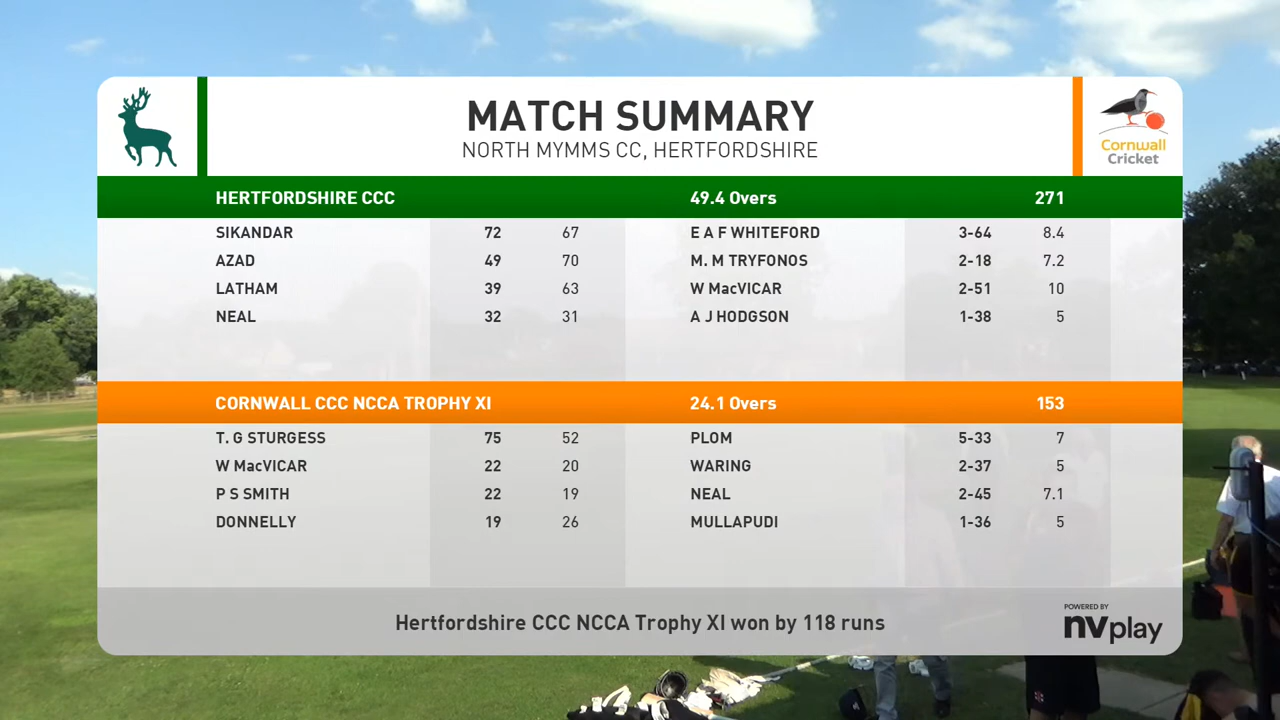 MATCH SUMMARY
NORTH MYMMS CC, HERTFORDSHIRE
Cornwall
Cricket
HERTFORDSHIRE CCC 49.4 Overs 271
SIKANDAR 72 67 E A F WHITEFORD 3-64 8.4
AZAD 49 70 M. M TRYFONOS 2-18 7.2
LATHAM 39 63 W MacVICAR 2-51 10
NEAL 32 31 A J HODGSON 1-38 5
CORNWALL CCC NCCA TROPHY XI 24.1 Overs 153
T. G STURGESS 75 52 PLOM 5-33 7
W MacVICAR 22 20 WARING 2-37 5
P S SMITH 22 19 NEAL 2-45 7.1
DONNELLY 19 26 MULLAPUDI 1-36 5
Hertfordshire CCC NCCA Trophy XI won by 118 runs
POWERED BY
nvplay